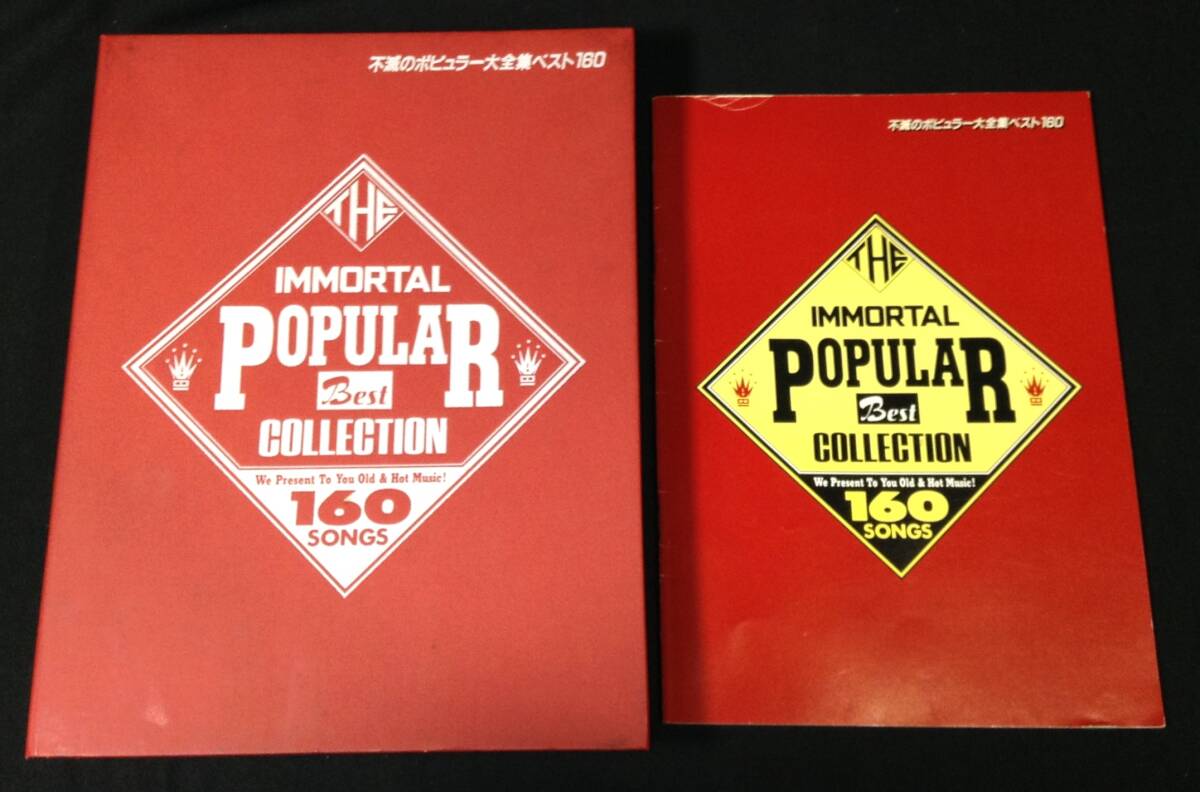 不滅のポピュラー大全集ベスト160
THE
IMMORTAL
POPULAR
Best
COLLECTION
We Present To You Old & Hot Music!
160
SONGS
不滅のポピュラー大全集ベスト160
THE
IMMORTAL
POPULAR
Best
COLLECTION
We Present To You Old & Hot Music!
160
SONGS